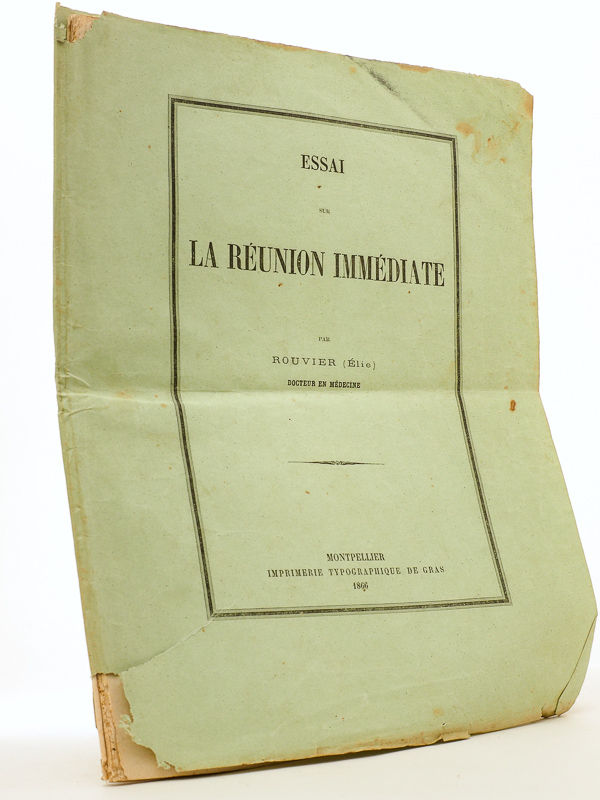 ESSAI
SUR
LA RÉUNION IMMÉDIATE
PAR
ROUVIER (Élie)
DOCTEUR EN MÉDECINE
MONTPELLIER
IMPRIMERIE TYPOGRAPHIQUE DE GRAS
1866